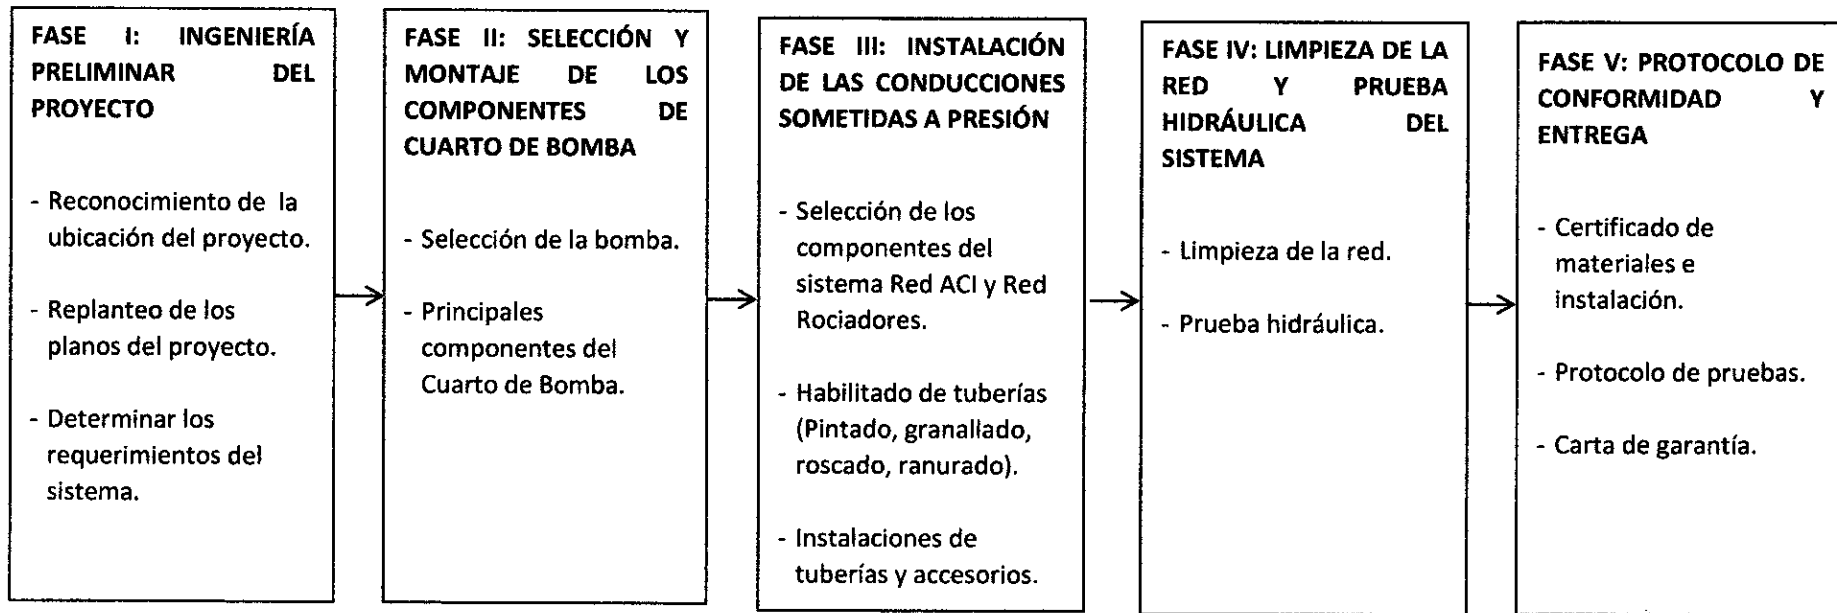 FASE I: INGENIERÍA
PRELIMINAR DEL
PROYECTO
- Reconocimiento de la
ubicación del proyecto.
- Replanteo de los
planos del proyecto.
- Determinar los
requerimientos del
sistema.
FASE II: SELECCIÓN Y
MONTAJE DE LOS
COMPONENTES DE
CUARTO DE BOMBA
- Selección de la bomba.
- Principales
componentes del
Cuarto de Bomba.
FASE III: INSTALACIÓN
DE LAS CONDUCCIONES
SOMETIDAS A PRESIÓN
- Selección de los
componentes del
sistema Red ACI y Red
Rociadores.
- Habilitado de tuberías
(Pintado, granallado,
roscado, ranurado).
- Instalaciones de
tuberías y accesorios.
FASE IV: LIMPIEZA DE LA
RED Y PRUEBA
HIDRÁULICA DEL
SISTEMA
- Limpieza de la red.
- Prueba hidráulica.
FASE V: PROTOCOLO DE
CONFORMIDAD Y
ENTREGA
- Certificado de
materiales e
instalación.
- Protocolo de pruebas.
- Carta de garantía.